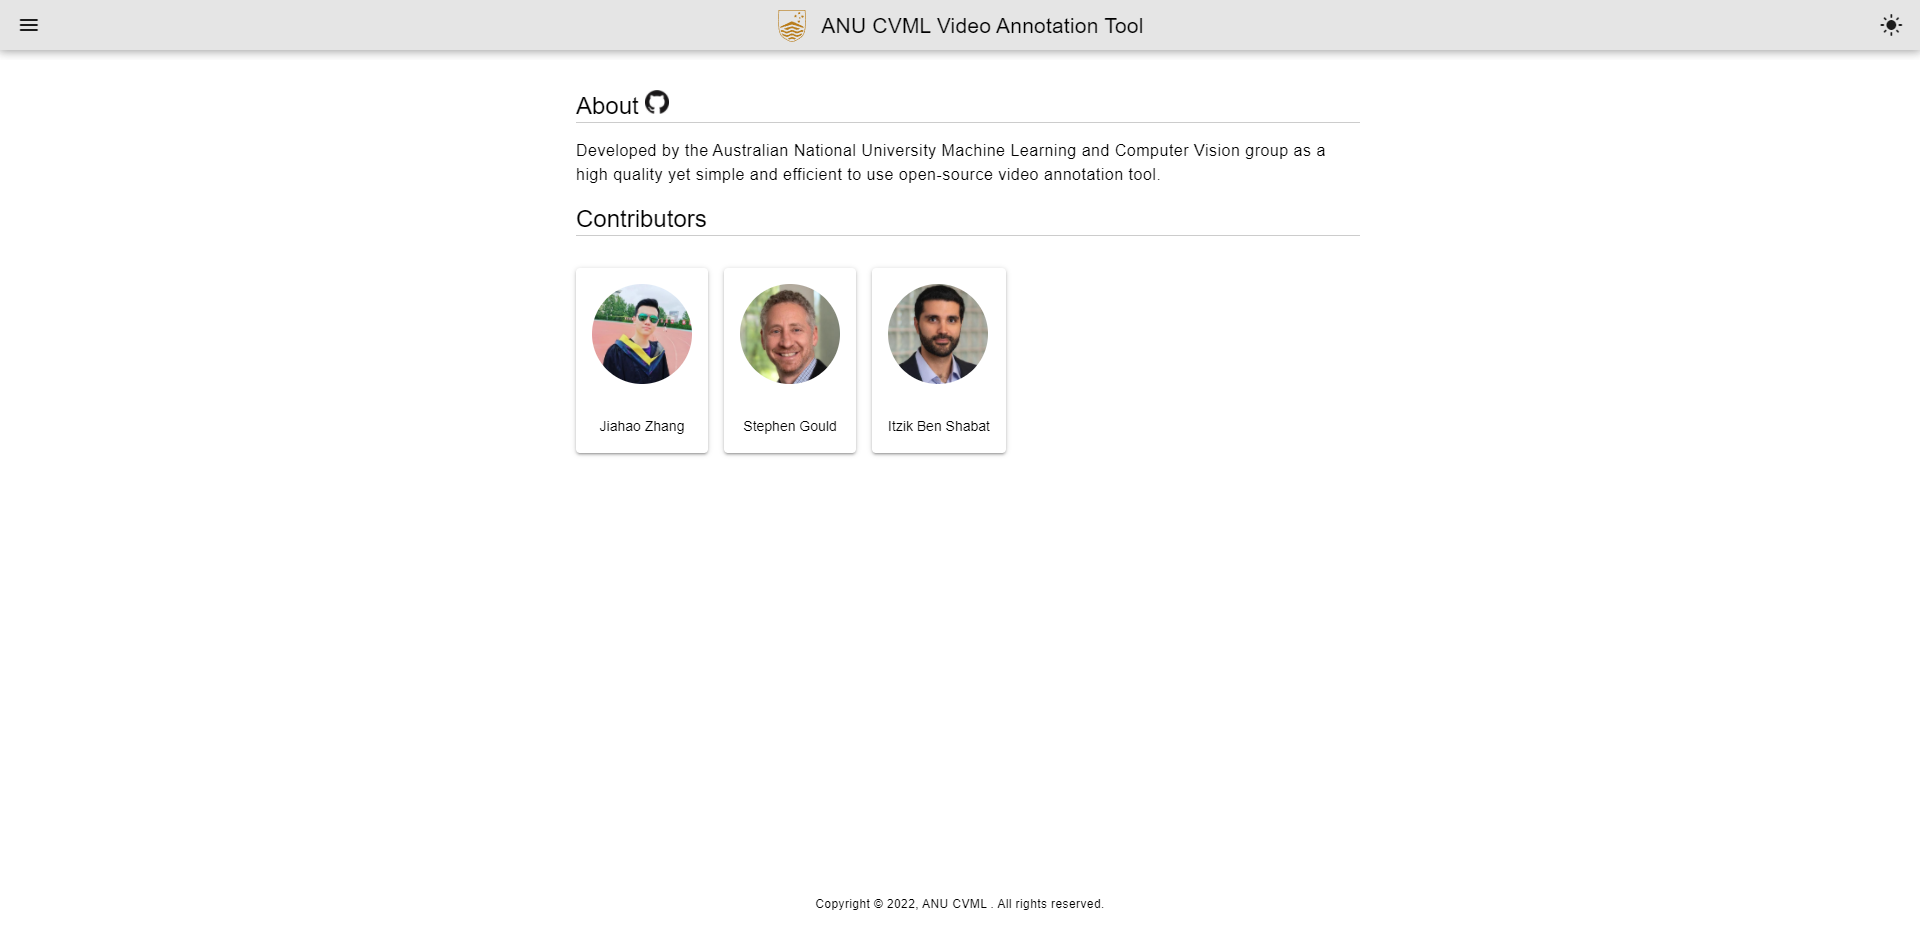 ANU CVML Video Annotation Tool
About
Developed by the Australian National University Machine Learning and Computer Vision group as a
high quality yet simple and efficient to use open-source video annotation tool.
Contributors
Jiahao Zhang
Stephen Gould
Itzik Ben Shabat
Copyright © 2022, ANU CVML . All rights reserved.